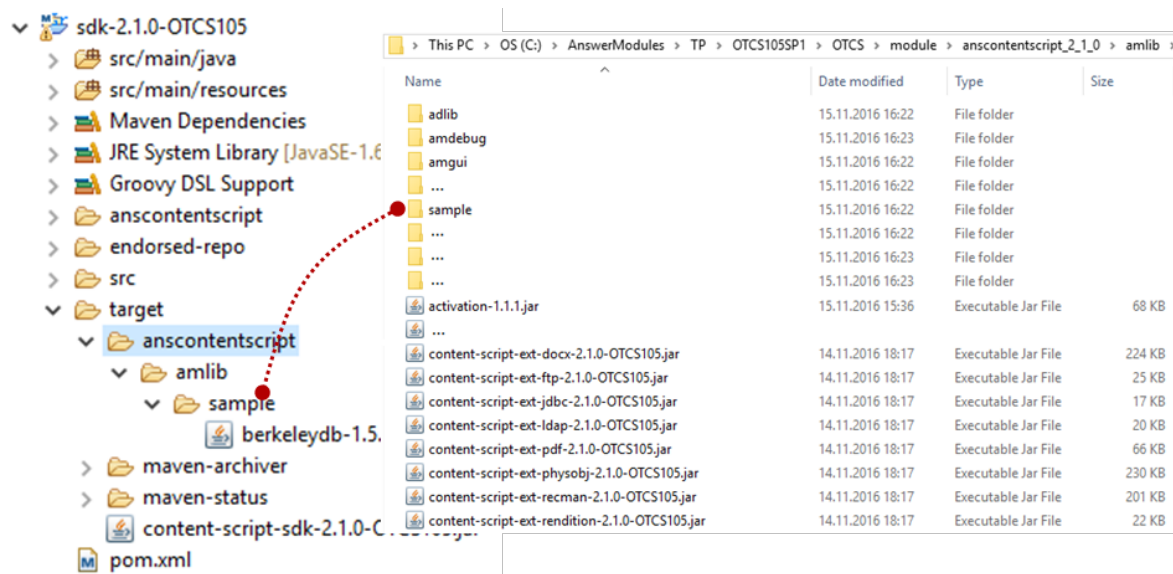 sdk-2.1.0-OTCS105
src/main/java
src/main/resources
Maven Dependencies
JRE System Library [JavaSE-1.6
Groovy DSL Support
anscontentscript
endorsed-repo
src
target
anscontentscript
amlib
sample
berkeleydb-1.5.
maven-archiver
maven-status
content-script-sdk-2.1.0-OTCS105.jar
pom.xml
> This PC > OS (C:) > AnswerModules > TP > OTCS105SP1 > OTCS > module > anscontentscript_2_1_0 > amlib >
Name Date modified Type Size
adlib 15.11.2016 16:22 File folder
amdebug 15.11.2016 16:23 File folder
amgui 15.11.2016 16:22 File folder
... 15.11.2016 16:22 File folder
sample 15.11.2016 16:22 File folder
... 15.11.2016 16:22 File folder
... 15.11.2016 16:23 File folder
... 15.11.2016 16:23 File folder
activation-1.1.1.jar 15.11.2016 15:36 Executable Jar File 68 KB
...
content-script-ext-docx-2.1.0-OTCS105.jar 14.11.2016 18:17 Executable Jar File 224 KB
content-script-ext-ftp-2.1.0-OTCS105.jar 14.11.2016 18:17 Executable Jar File 25 KB
content-script-ext-jdbc-2.1.0-OTCS105.jar 14.11.2016 18:17 Executable Jar File 17 KB
content-script-ext-ldap-2.1.0-OTCS105.jar 14.11.2016 18:17 Executable Jar File 20 KB
content-script-ext-pdf-2.1.0-OTCS105.jar 14.11.2016 18:17 Executable Jar File 66 KB
content-script-ext-physobj-2.1.0-OTCS105.jar 14.11.2016 18:17 Executable Jar File 230 KB
content-script-ext-recman-2.1.0-OTCS105.jar 14.11.2016 18:17 Executable Jar File 201 KB
content-script-ext-rendition-2.1.0-OTCS105.jar 14.11.2016 18:17 Executable Jar File 22 KB